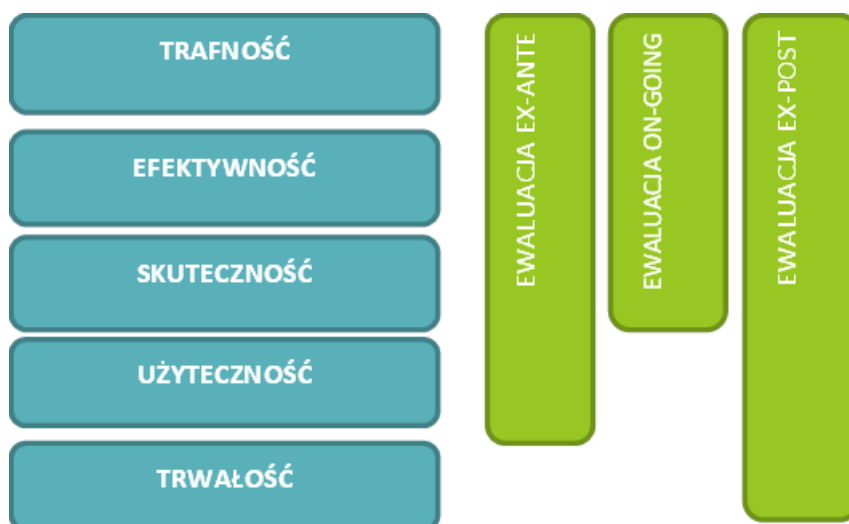 TRAFNOŚĆ
EFEKTYWNOŚĆ
SKUTECZNOŚĆ
UŻYTECZNOŚĆ
TRWAŁOŚĆ
EWALUACJA EX-ANTE
EWALUACJA ON-GOING
EWALUACJA EX-POST